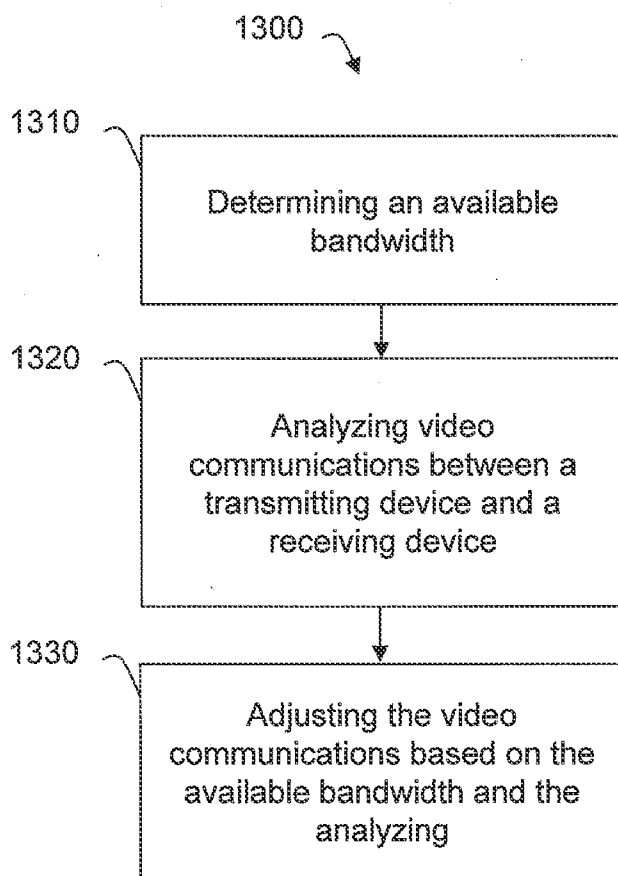 1300
1310
Determining an available
bandwidth
1320
Analyzing video
communications between a
transmitting device and a
receiving device
1330
Adjusting the video
communications based on the
available bandwidth and the
analyzing